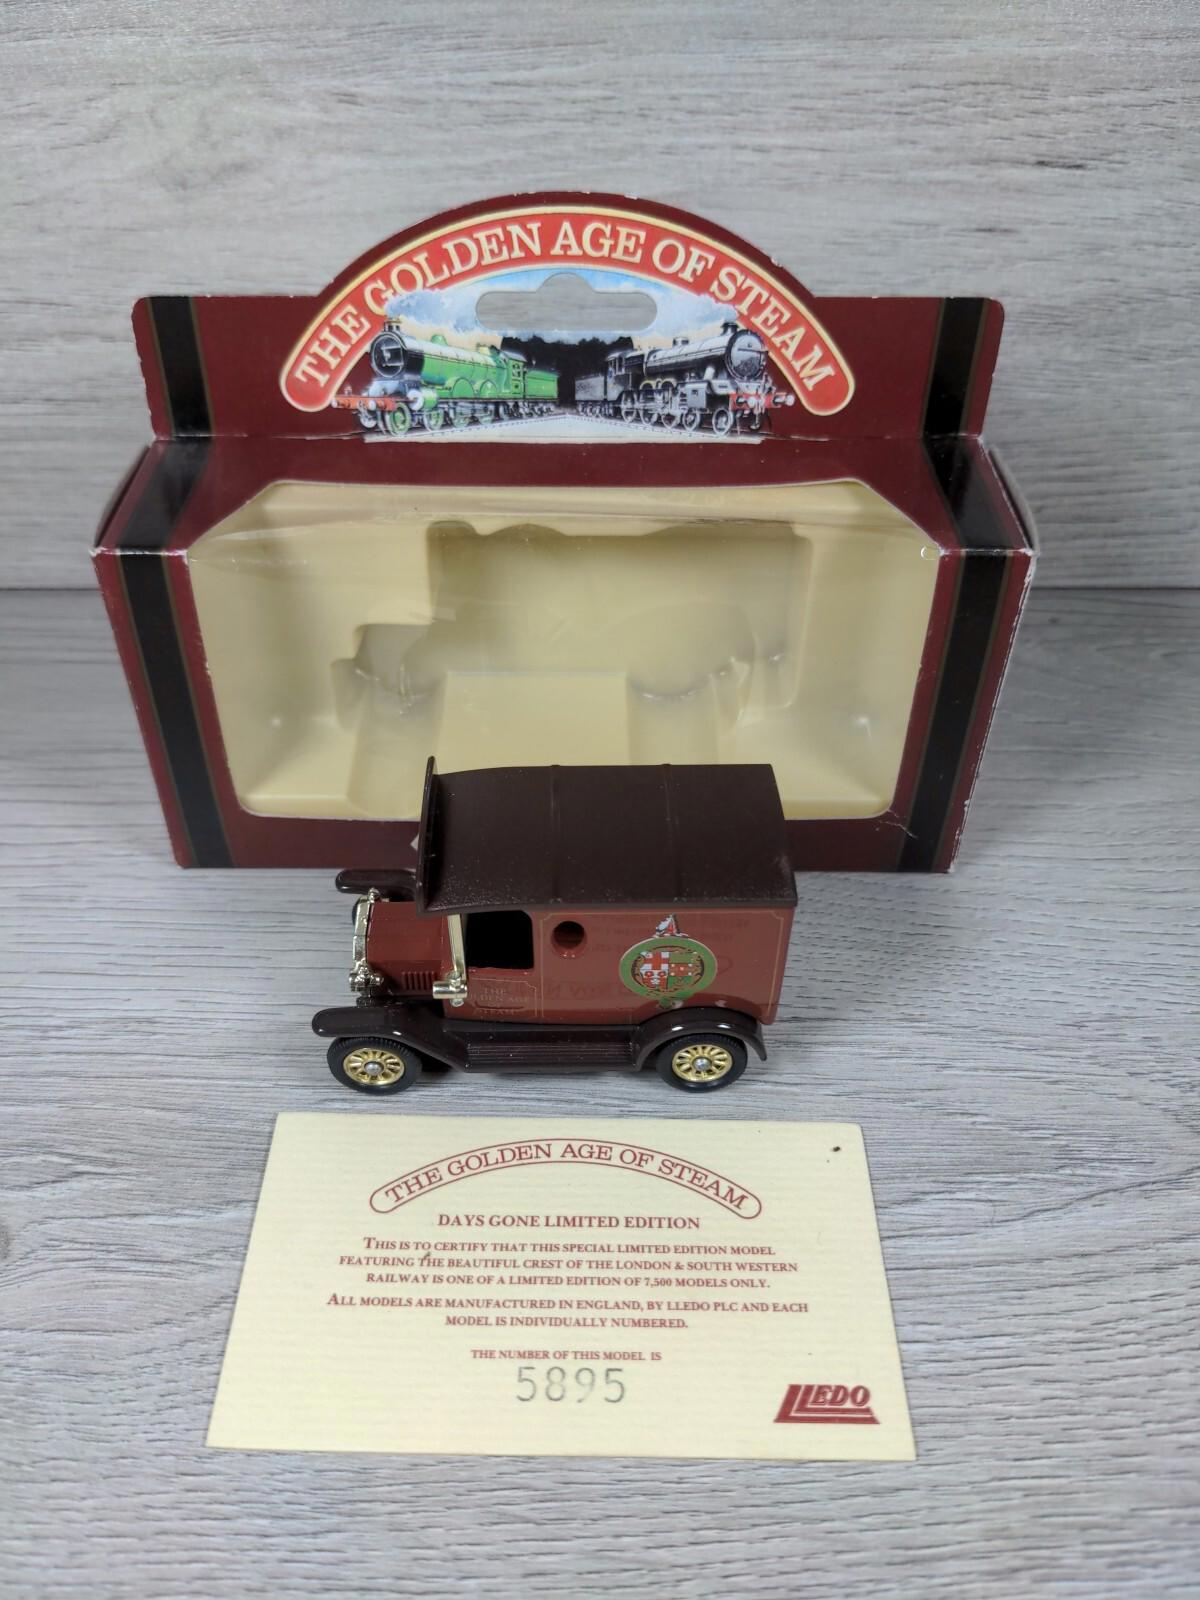 THE GOLDEN AGE OF STEAM
THE
GOLDEN AGE
OF
STEAM
THE GOLDEN AGE OF STEAM
DAYS GONE LIMITED EDITION
THIS IS TO CERTIFY THAT THIS SPECIAL LIMITED EDITION MODEL
FEATURING THE BEAUTIFUL CREST OF THE LONDON & SOUTH WESTERN
RAILWAY IS ONE OF A LIMITED EDITION OF 7,500 MODELS ONLY.
ALL MODELS ARE MANUFACTURED IN ENGLAND, BY LLEDO PLC AND EACH
MODEL IS INDIVIDUALLY NUMBERED.
THE NUMBER OF THIS MODEL IS
5895
LLEDO